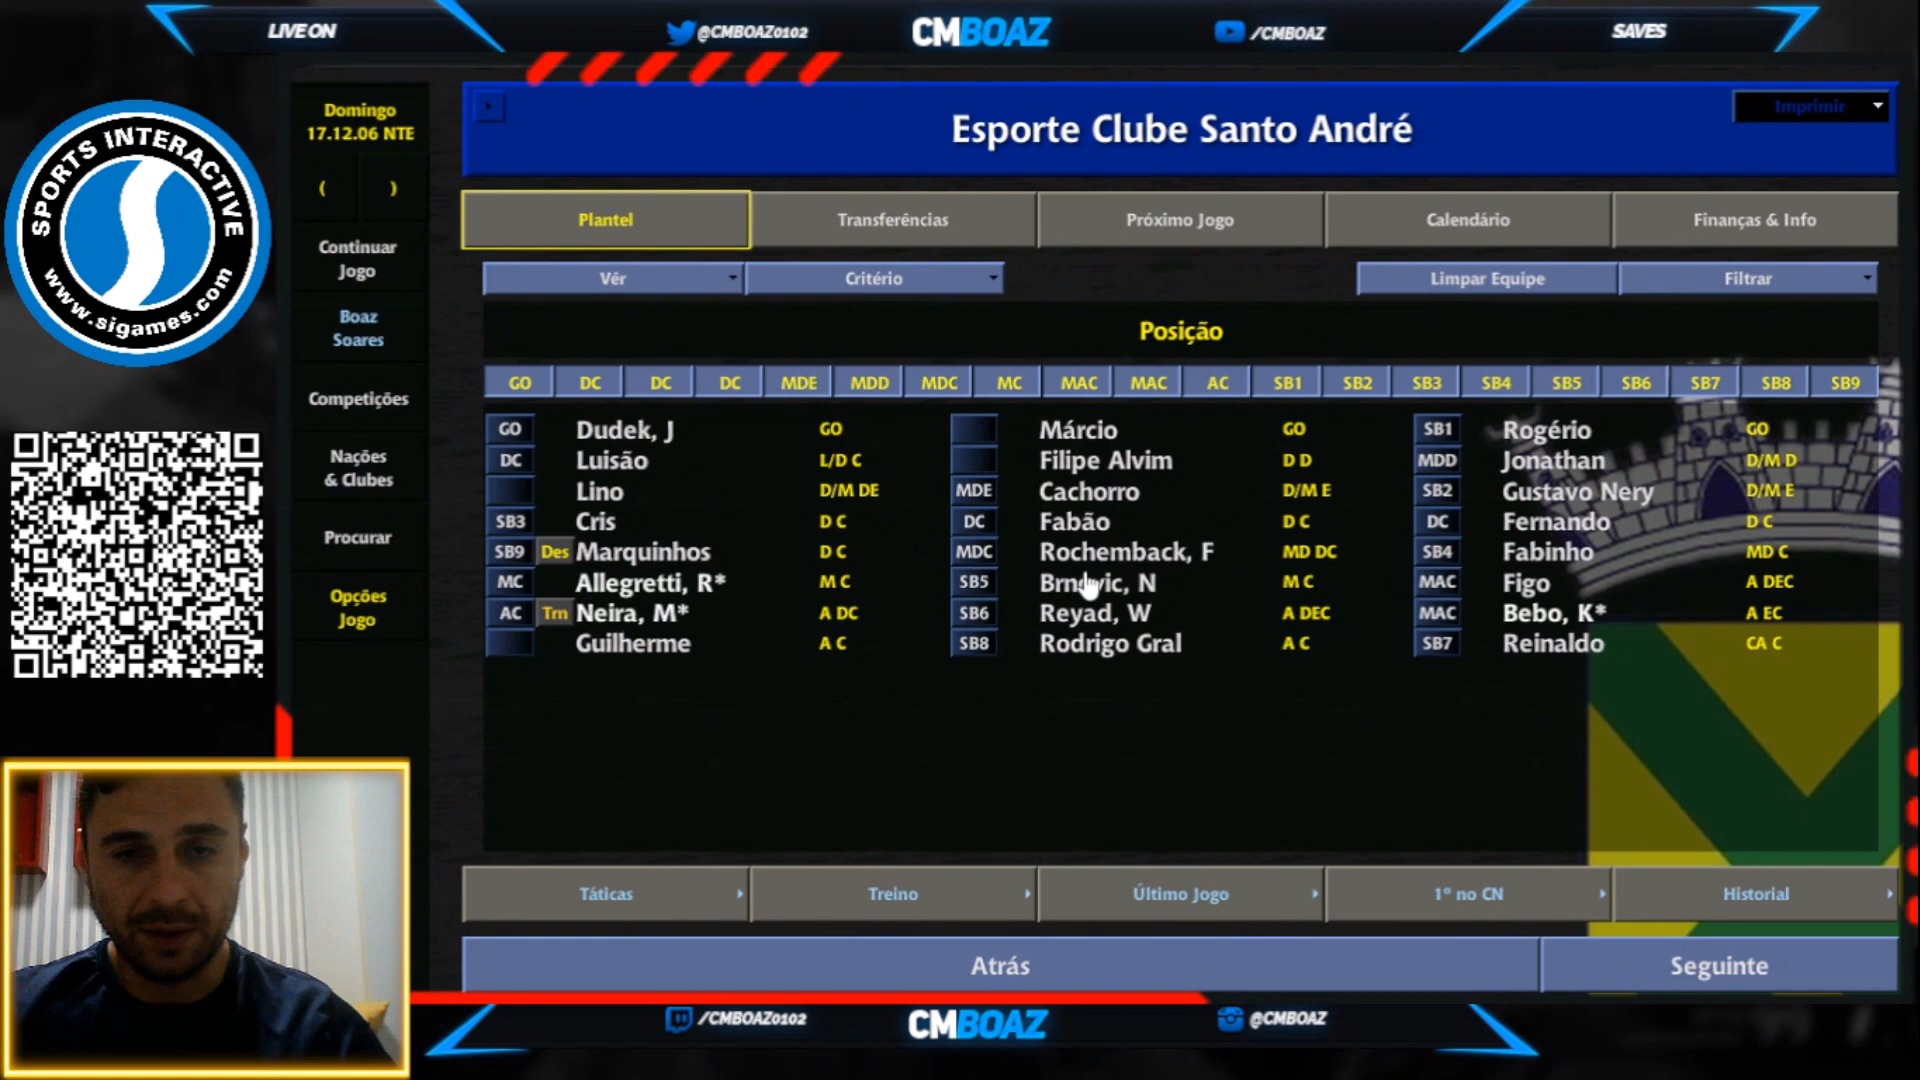 LIVE ON
@CMBOAZ0102
CMBOAZ
/CMBOAZ
SAVES
SPORTS INTERACTIVE
www.sigames.com
Domingo
17.12.06 NTE
( )
Continuar
Jogo
Boaz
Soares
Competições
Nações
& Clubes
Procurar
Opções
Jogo
Esporte Clube Santo André
Imprimir
Plantel Transferências Próximo Jogo Calendário Finanças & Info
Vér Critério Limpar Equipe Filtrar
Posição
GO DC DC DC MDE MDD MDC MC MAC MAC AC SB1 SB2 SB3 SB4 SB5 SB6 SB7 SB8 SB9
GO Dudek, J GO Márcio GO SB1 Rogério GO
DC Luisão L/D C Filipe Alvim D D MDD Jonathan D/M D
Lino D/M DE MDE Cachorro D/M E SB2 Gustavo Nery D/M E
SB3 Cris D C DC Fabão D C DC Fernando D C
SB9 Des Marquinhos D C MDC Rochemback, F MD DC SB4 Fabinho MD C
MC Allegretti, R* M C SB5 N M C MAC Figo A DEC
AC Trn Neira, M* A DC SB6 Reyad, W A DEC MAC Bebo, K* A EC
Guilherme A C SB8 Rodrigo Gral A C SB7 Reinaldo CA C
Táticas Treino Último Jogo 1º no CN Historial
Atrás Seguinte
/CMBOAZ0102
CMBOAZ
@CMBOAZ